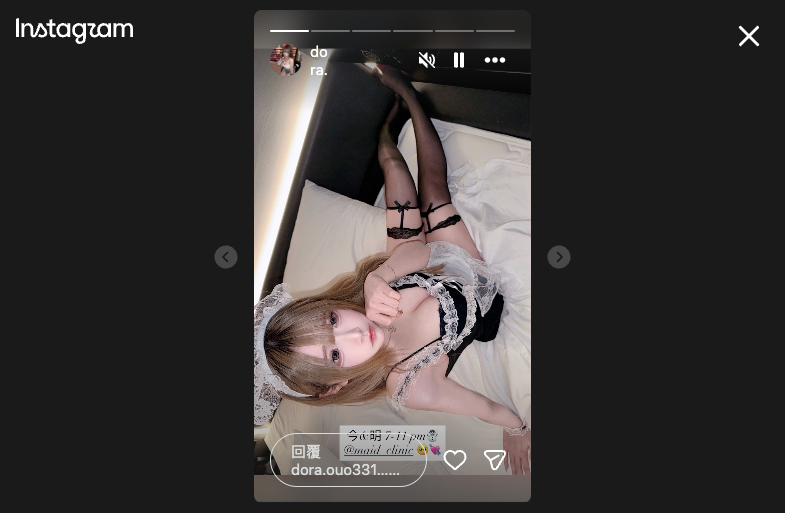 Instagram
do
ra.
今&明 7-11 pm
@maid_clinic
回覆
dora.ouo331......